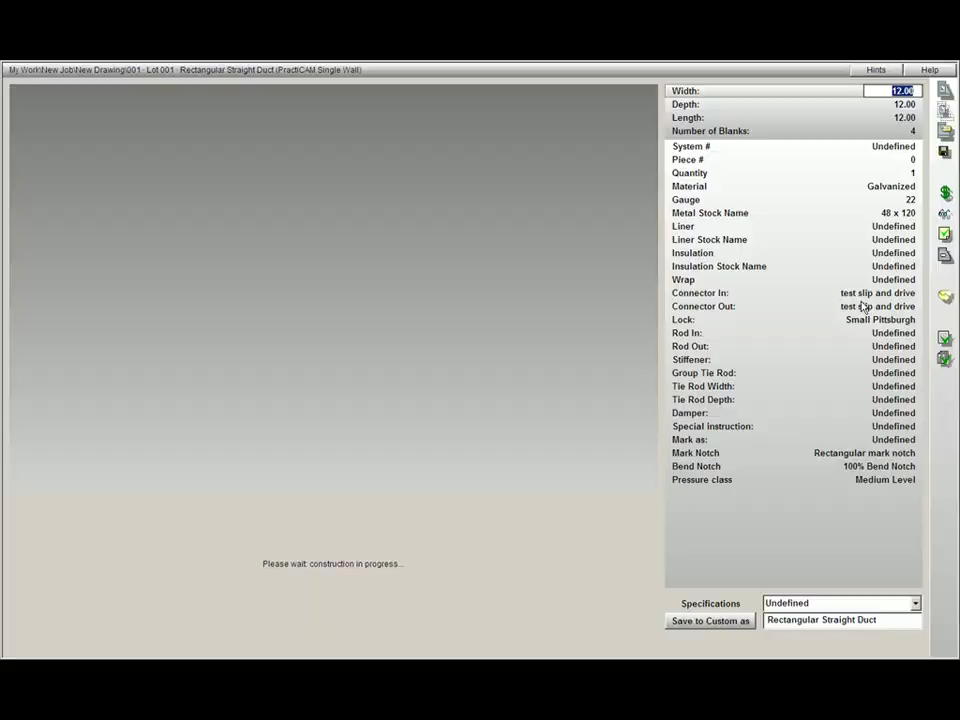 My Work\New Job\New Drawing\001 - Lot 001 - Rectangular Straight Duct (PractiCAM Single Wall)
Hints
Help
Width: 12.00
Depth: 12.00
Length: 12.00
Number of Blanks: 4
System # Undefined
Piece # 0
Quantity 1
Material Galvanized
Gauge 22
Metal Stock Name 48 x 120
Liner Undefined
Liner Stock Name Undefined
Insulation Undefined
Insulation Stock Name Undefined
Wrap Undefined
Connector In: test slip and drive
Connector Out: test slip and drive
Lock: Small Pittsburgh
Rod In: Undefined
Rod Out: Undefined
Stiffener: Undefined
Group Tie Rod: Undefined
Tie Rod Width: Undefined
Tie Rod Depth: Undefined
Damper: Undefined
Special instruction: Undefined
Mark as: Undefined
Mark Notch Rectangular mark notch
Bend Notch 100% Bend Notch
Pressure class Medium Level
Please wait: construction in progress...
Specifications Undefined
Save to Custom as Rectangular Straight Duct